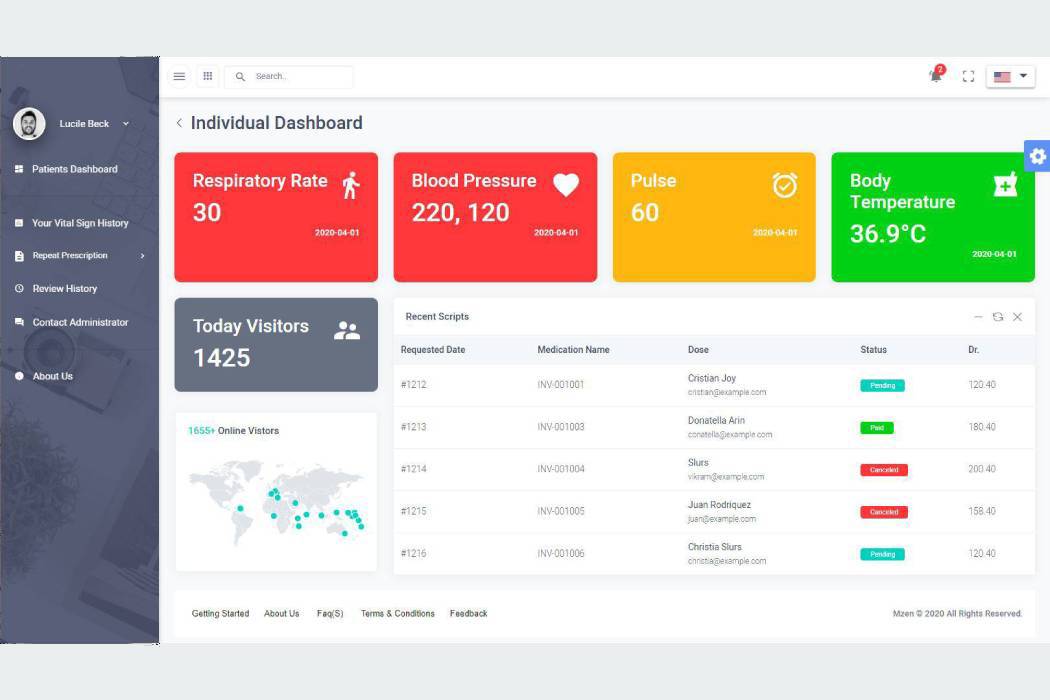 Search..
2
Lucile Beck
Patients Dashboard
Your Vital Sign History
Repeat Prescription
Review History
Contact Administrator
About Us
Individual Dashboard
Respiratory Rate
30
2020-04-01
Blood Pressure
220, 120
2020-04-01
Pulse
60
2020-04-01
Body
Temperature
36.9°C
2020-04-01
Today Visitors
1425
1655+ Online Vistors
Recent Scripts
Requested Date Medication Name Dose Status Dr.
#1212 INV-001001 Cristian Joy Pending 120.40
cristian@example.com
#1213 INV-001003 Donatella Arin Paid 180.40
conatella@example.com
#1214 INV-001004 Slurs Canceled 200.40
vikram@example.com
#1215 INV-001005 Juan Rodriquez Canceled 158.40
juan@example.com
#1216 INV-001006 Christia Slurs Pending 120.40
christia@example.com
Getting Started About Us Faq(S) Terms & Conditions Feedback
Mzen © 2020 All Rights Reserved.